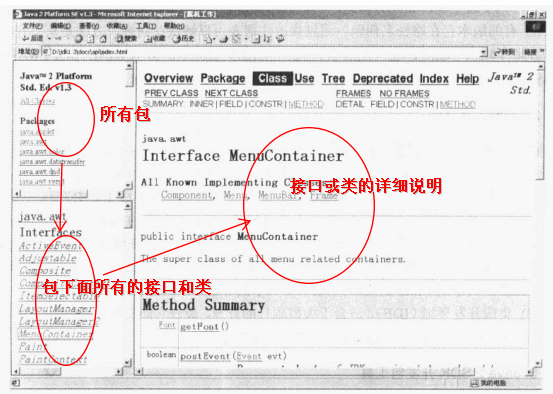 Java 2 Platform SE v1.3 - Microsoft Internet Explorer - [脱机工作]
文件(F) 编辑(E) 查看(V) 收藏(A) 工具(T) 帮助(H)
后退 搜索 收藏 历史
地址(D) D:\jdk1.3\docs\api\index.html 转到 链接 »
Java™ 2 Platform
Std. Ed. v1.3
All Classes
Packages
java.applet
java.awt
java.awt.color
java.awt.datatransfer
java.awt.dnd
java.awt.event
所有包
java.awt
Interfaces
ActiveEvent
Adjustable
Composite
ItemSelectable
LayoutManager
LayoutManager2
MenuContainer
Paint
PaintContext
包下面所有的接口和类
Overview Package Class Use Tree Deprecated Index Help
Java™ 2
Std.
PREV CLASS NEXT CLASS FRAMES NO FRAMES
SUMMARY: INNER | FIELD | CONSTR | METHOD DETAIL: FIELD | CONSTR | METHOD
java.awt
Interface MenuContainer
All Known Implementing
接口或类的详细说明
Component, Menu, MenuBar, Frame
public interface MenuContainer
The super class of all menu related containers.
Method Summary
Font getFont()
boolean postEvent(Event evt)
我的电脑